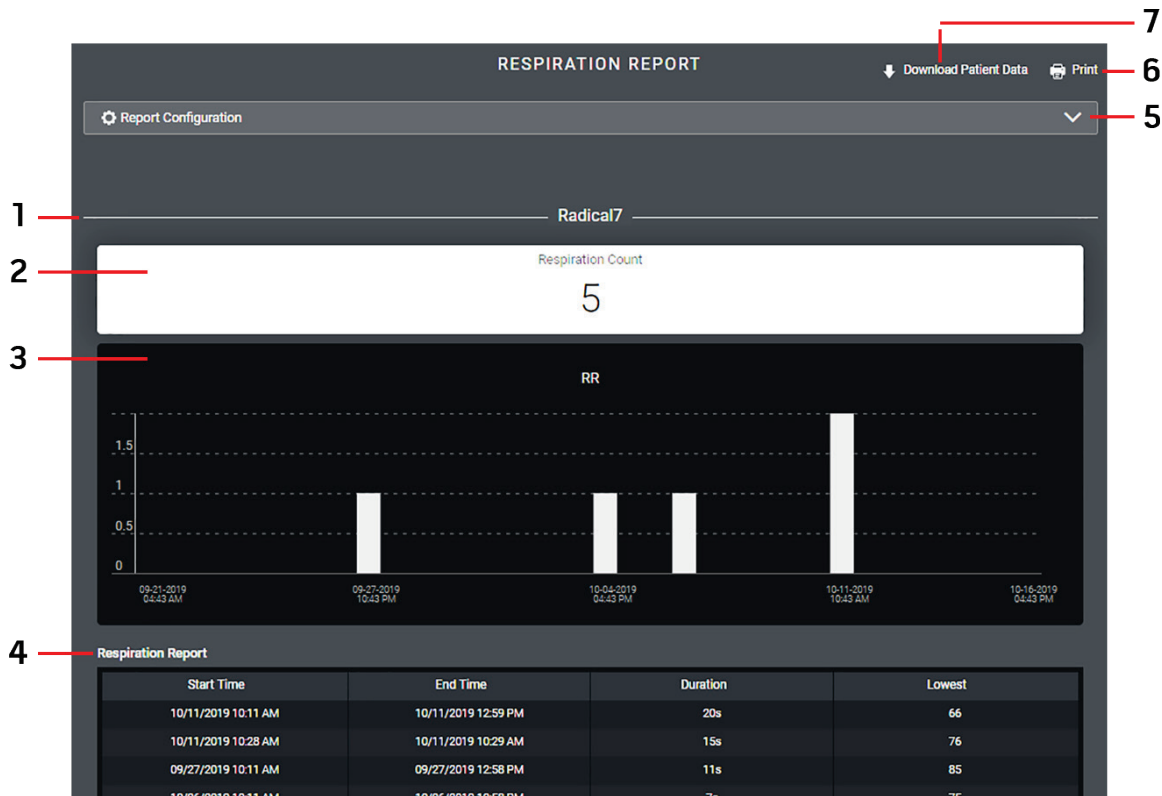 7
RESPIRATION REPORT
Download Patient Data
Print
6
Report Configuration
5
1
Radical7
2
Respiration Count
5
3
RR
1.5
1
0.5
0
09-21-2019
04:43 AM
09-27-2019
10:43 PM
10-04-2019
04:43 PM
10-11-2019
10:43 AM
10-16-2019
04:43 PM
4
Respiration Report
Start Time End Time Duration Lowest
10/11/2019 10:11 AM 10/11/2019 12:59 PM 20s 66
10/11/2019 10:28 AM 10/11/2019 10:29 AM 15s 76
09/27/2019 10:11 AM 09/27/2019 12:58 PM 11s 85